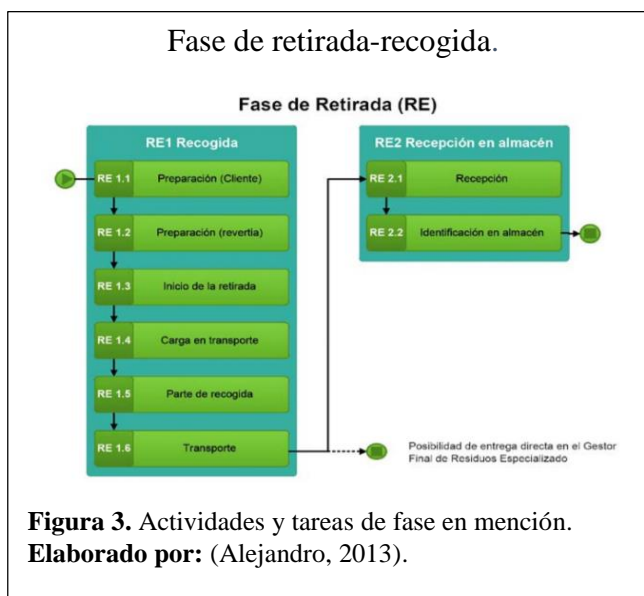 Fase de retirada-recogida.
Fase de Retirada (RE)
RE1 Recogida
RE 1.1 Preparación (Cliente)
RE 1.2 Preparación (revertia)
RE 1.3 Inicio de la retirada
RE 1.4 Carga en transporte
RE 1.5 Parte de recogida
RE 1.6 Transporte
RE2 Recepción en almacén
RE 2.1 Recepción
RE 2.2 Identificación en almacén
Posibilidad de entrega directa en el Gestor
Final de Residuos Especializado
Figura 3. Actividades y tareas de fase en mención.
Elaborado por: (Alejandro, 2013).